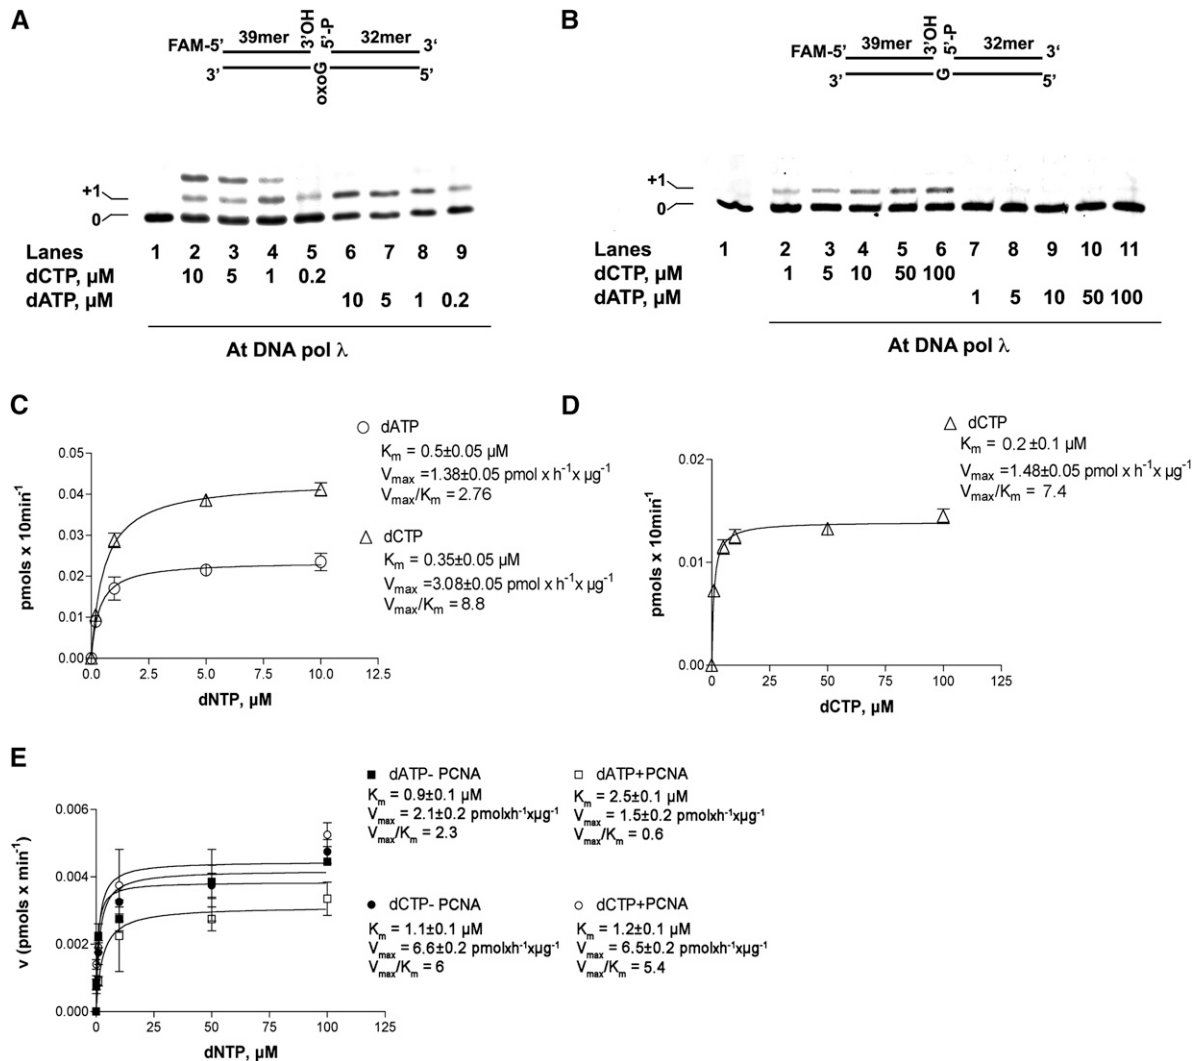 A
FAM-5’ 39mer 3’OH 5’-P 32mer 3‘
3’ oxoG 5’
+1
0
Lanes 1 2 3 4 5 6 7 8 9
dCTP, µM 10 5 1 0.2
dATP, µM 10 5 1 0.2
At DNA pol λ
B
FAM-5’ 39mer 3’OH 5’-P 32mer 3‘
3’ G 5’
+1
0
Lanes 1 2 3 4 5 6 7 8 9 10 11
dCTP, µM 1 5 10 50 100
dATP, µM 1 5 10 50 100
At DNA pol λ
C
pmols x 10min-1
0.05
0.04
0.03
0.02
0.01
0.00
0.0 2.5 5.0 7.5 10.0 12.5
dNTP, µM
dATP
Km = 0.5±0.05 µM
Vmax =1.38±0.05 pmol x h-1x µg-1
Vmax/Km = 2.76
dCTP
Km = 0.35±0.05 µM
Vmax =3.08±0.05 pmol x h-1x µg-1
Vmax/Km = 8.8
D
pmols x 10min-1
0.02
0.01
0.00
0 25 50 75 100 125
dCTP, µM
dCTP
Km = 0.2±0.1 µM
Vmax =1.48±0.05 pmol x h-1x µg-1
Vmax/Km = 7.4
E
v (pmols x min-1)
0.006
0.004
0.002
0.000
0 25 50 75 100
dNTP, µM
dATP- PCNA
Km = 0.9±0.1 µM
Vmax = 2.1±0.2 pmolxh-1xµg-1
Vmax/Km = 2.3
dATP+PCNA
Km = 2.5±0.1 µM
Vmax = 1.5±0.2 pmolxh-1xµg-1
Vmax/Km = 0.6
dCTP- PCNA
Km = 1.1±0.1 µM
Vmax = 6.6±0.2 pmolxh-1xµg-1
Vmax/Km = 6
dCTP+PCNA
Km = 1.2±0.1 µM
Vmax = 6.5±0.2 pmolxh-1xµg-1
Vmax/Km = 5.4